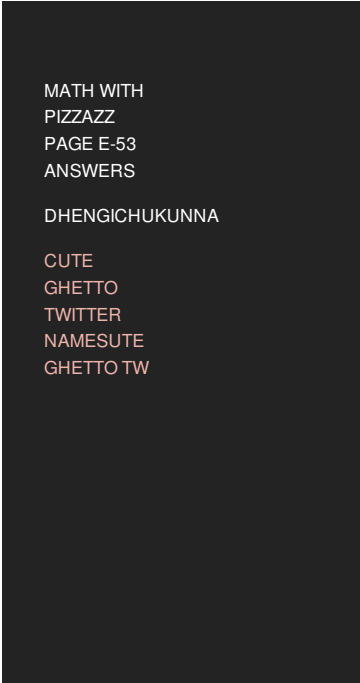 MATH WITH
PIZZAZZ
PAGE E-53
ANSWERS
DHENGICHUKUNNA
CUTE
GHETTO
TWITTER
NAMESUTE
GHETTO TW